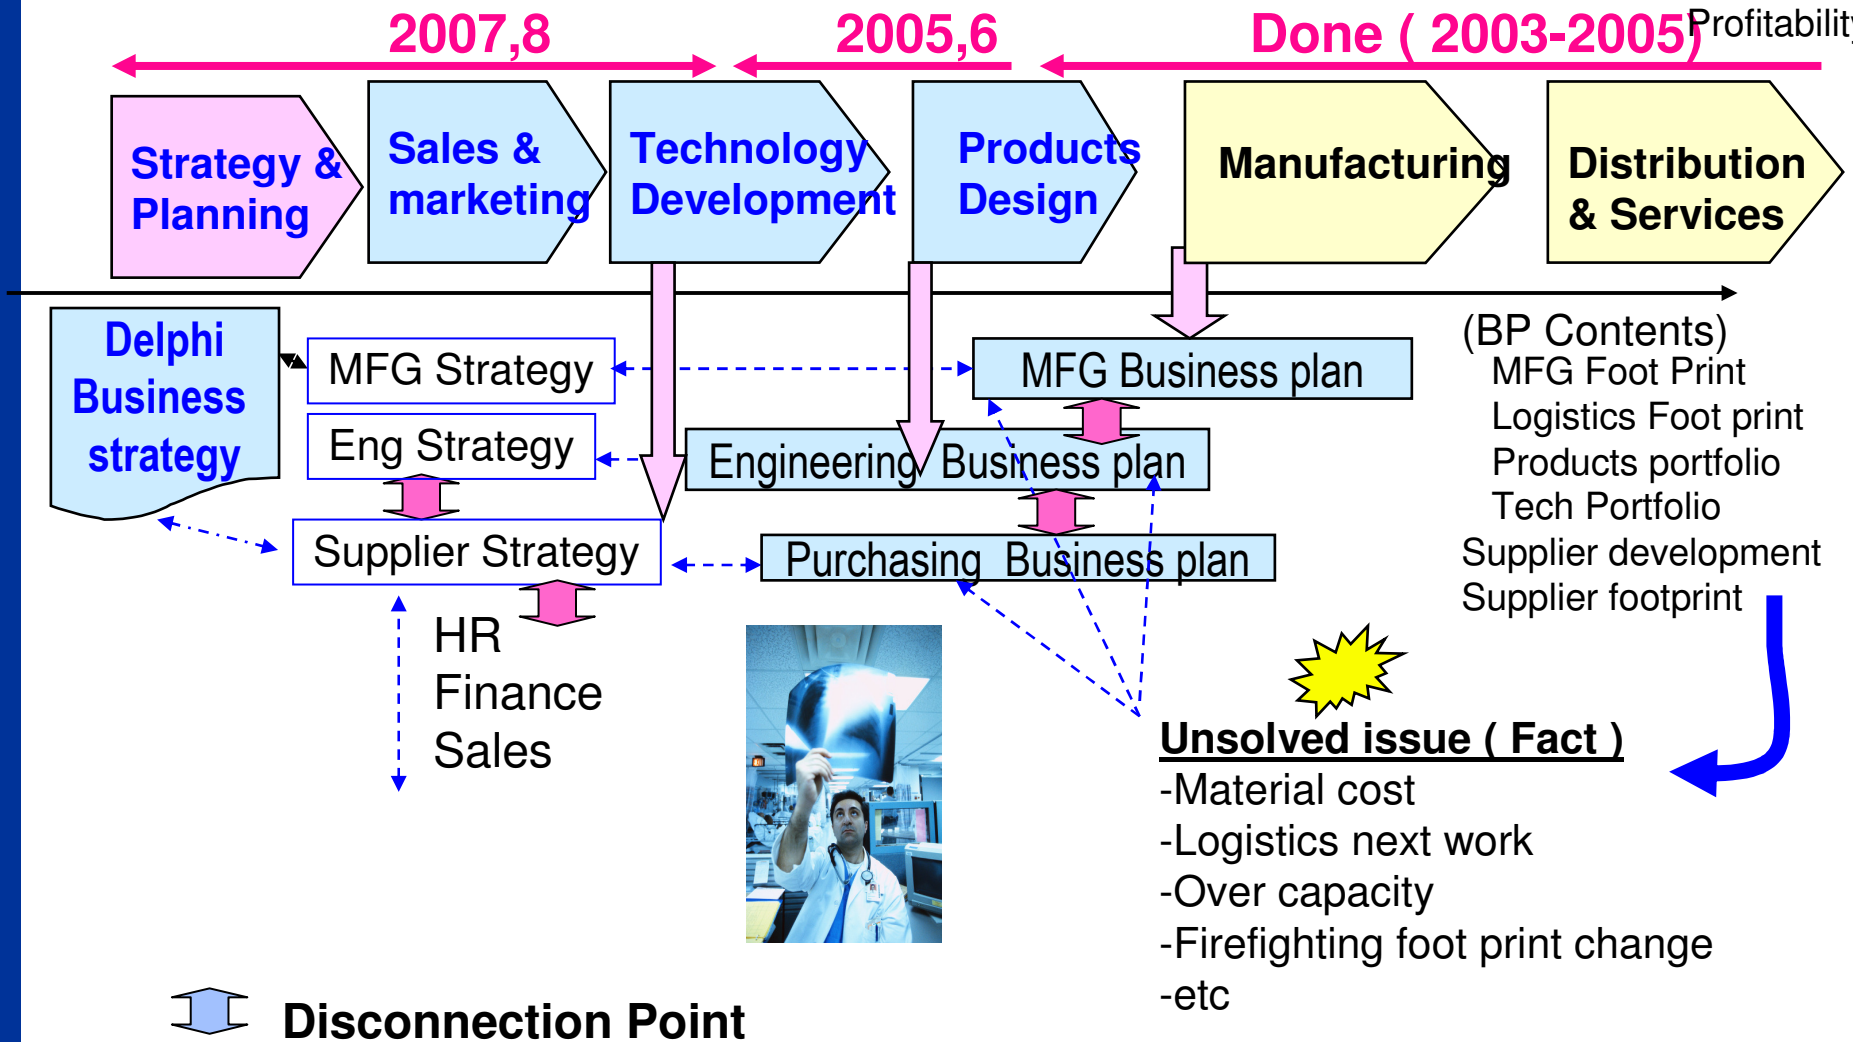 2007,8
2005,6
Done ( 2003-2005)
Profitability
Strategy &
Planning
Sales &
marketing
Technology
Development
Products
Design
Manufacturing
Distribution
& Services
Delphi
Business
strategy
MFG Strategy
Eng Strategy
Supplier Strategy
HR
Finance
Sales
MFG Business plan
Engineering Business plan
Purchasing Business plan
(BP Contents)
MFG Foot Print
Logistics Foot print
Products portfolio
Tech Portfolio
Supplier development
Supplier footprint
Unsolved issue ( Fact )
-Material cost
-Logistics next work
-Over capacity
-Firefighting foot print change
-etc
Disconnection Point